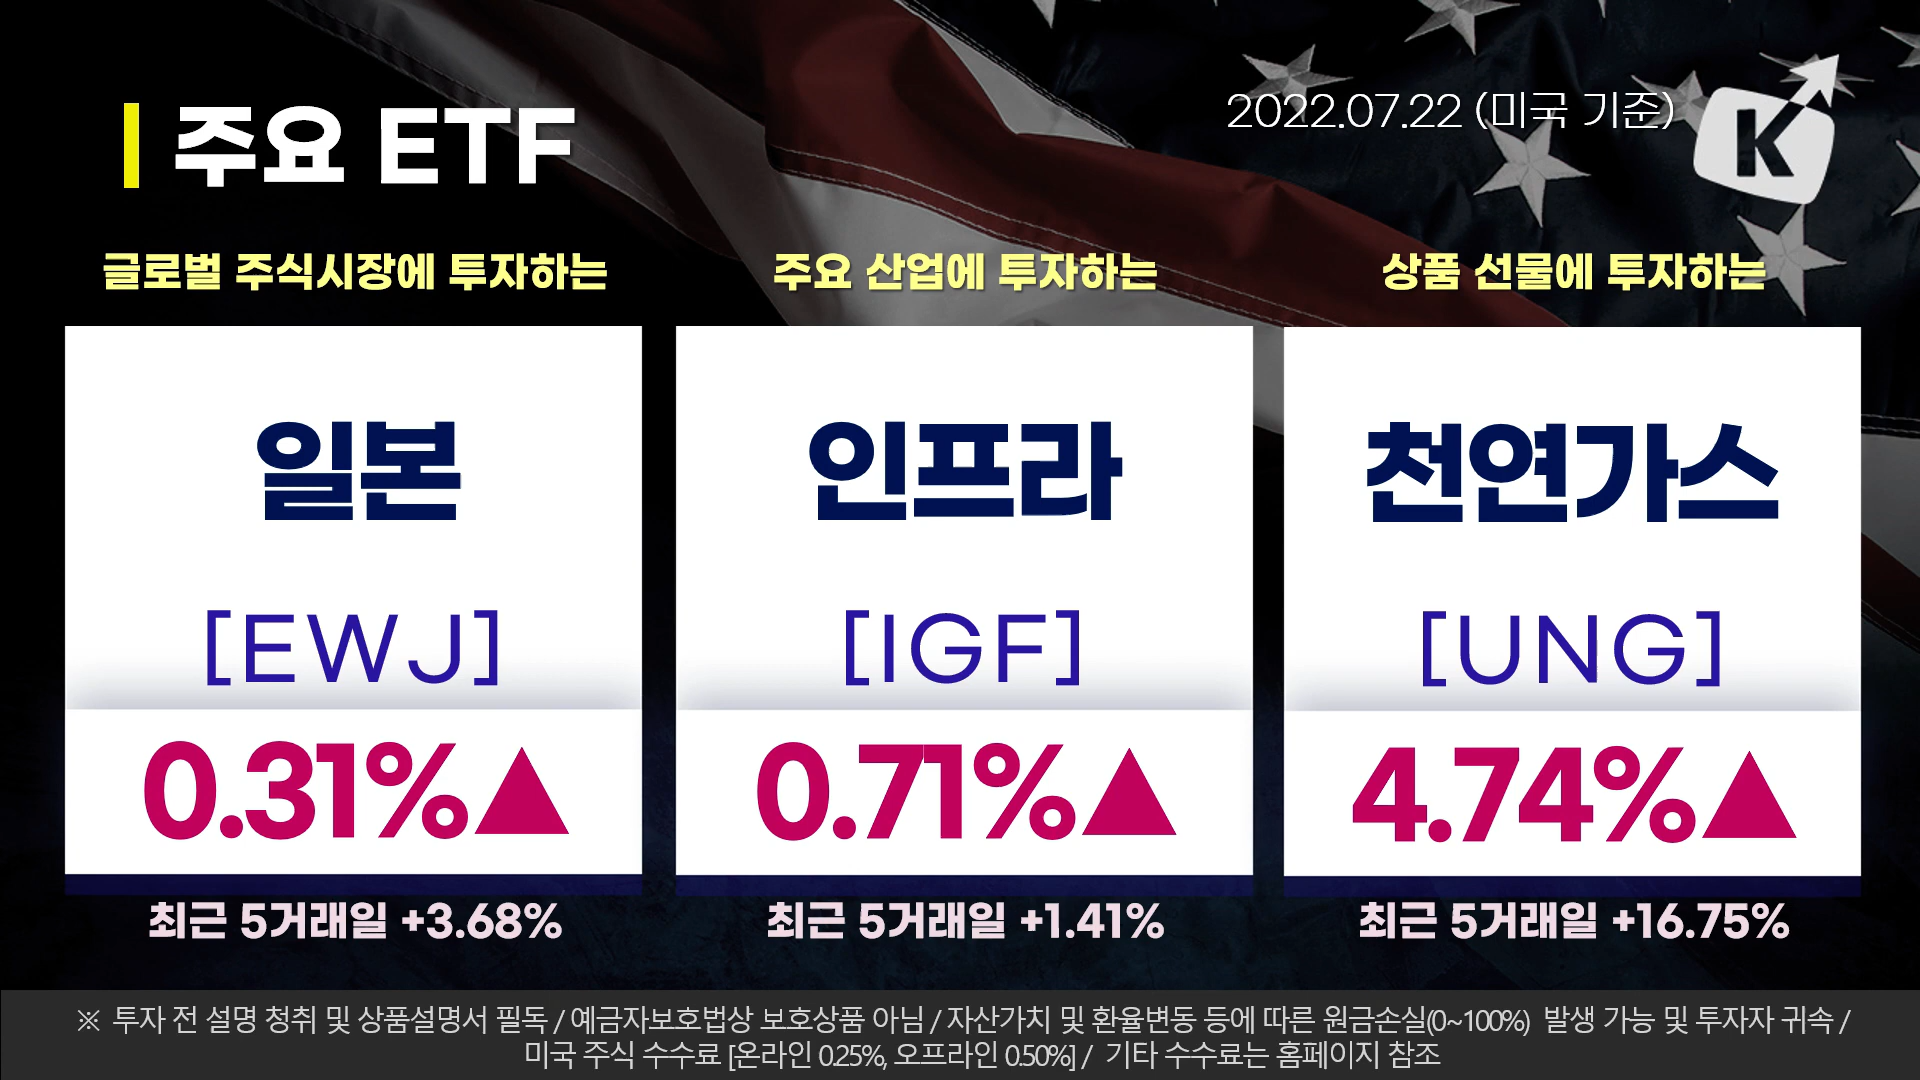 주요 ETF
2022.07.22 (미국 기준)
K
글로벌 주식시장에 투자하는
일본
[EWJ]
0.31%▲
최근 5거래일 +3.68%
주요 산업에 투자하는
인프라
[IGF]
0.71%▲
최근 5거래일 +1.41%
상품 선물에 투자하는
천연가스
[UNG]
4.74%▲
최근 5거래일 +16.75%
※ 투자 전 설명 청취 및 상품설명서 필독 / 예금자보호법상 보호상품 아님 / 자산가치 및 환율변동 등에 따른 원금손실(0~100%) 발생 가능 및 투자자 귀속 /
미국 주식 수수료 [온라인 0.25%, 오프라인 0.50%] / 기타 수수료는 홈페이지 참조